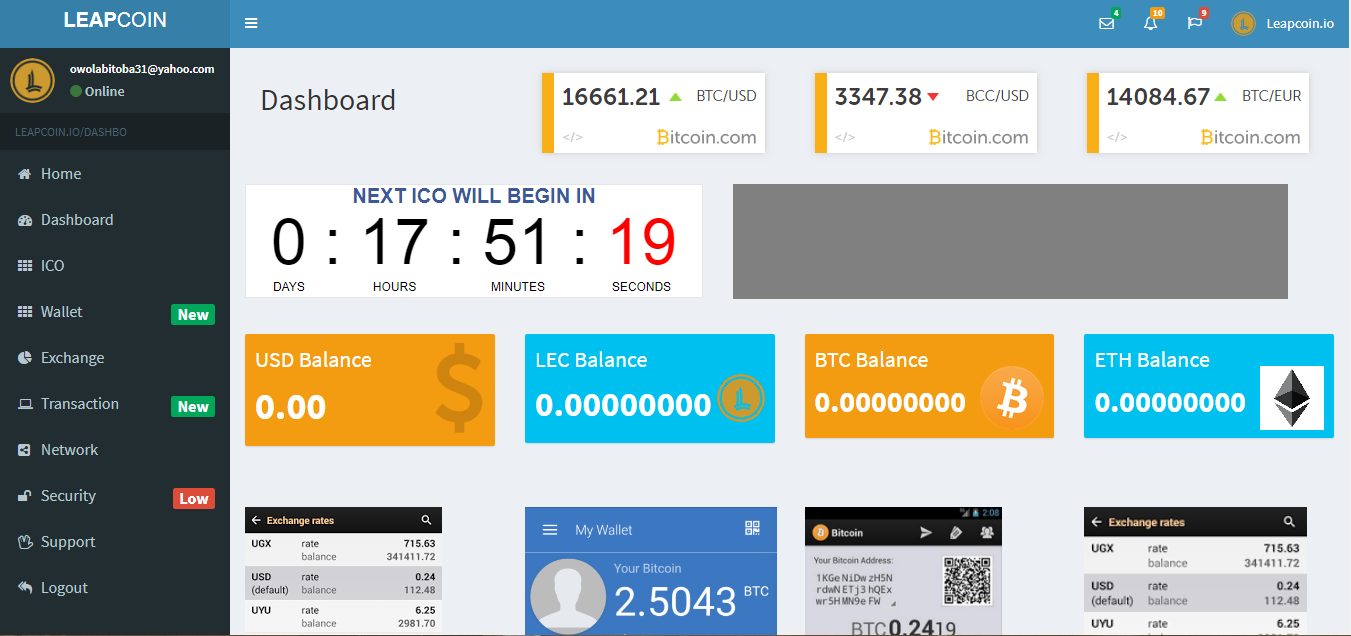 LEAPCOIN
4
10
9
Leapcoin.io
owolabitoba31@yahoo.com
Online
LEAPCOIN.IO/DASHBO
Home
Dashboard
ICO
Wallet New
Exchange
Transaction New
Network
Security Low
Support
Logout
Dashboard
16661.21 BTC/USD
</> Bitcoin.com
3347.38 BCC/USD
</> Bitcoin.com
14084.67 BTC/EUR
</> Bitcoin.com
NEXT ICO WILL BEGIN IN
0 : 17 : 51 : 19
DAYS HOURS MINUTES SECONDS
USD Balance
0.00
$
LEC Balance
0.00000000
BTC Balance
0.00000000
ETH Balance
0.00000000
Exchange rates
UGX rate 715.63
balance 341411.72
USD rate 0.24
(default) balance 112.48
UYU rate 6.25
balance 2981.70
My Wallet
Your Bitcoin
2.5043 BTC
2:08
Bitcoin
Your Bitcoin Address:
1KGe NiDw zH5N
rdwN ETj3 hQEx
wr5H MN9e FW
BTC 0.2419
Exchange rates
UGX rate 715.63
balance 341411.72
USD rate 0.24
(default) balance 112.48
UYU rate 6.25